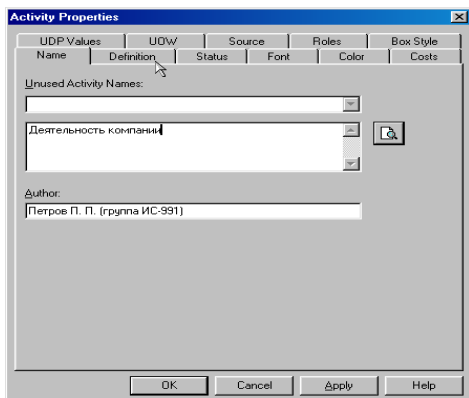 Activity Properties
UDP Values UOW Source Roles Box Style
Name Definition Status Font Color Costs
Unused Activity Names:
Деятельность компании
Author:
Петров П. П. (группа ИС-991)
OK Cancel Apply Help